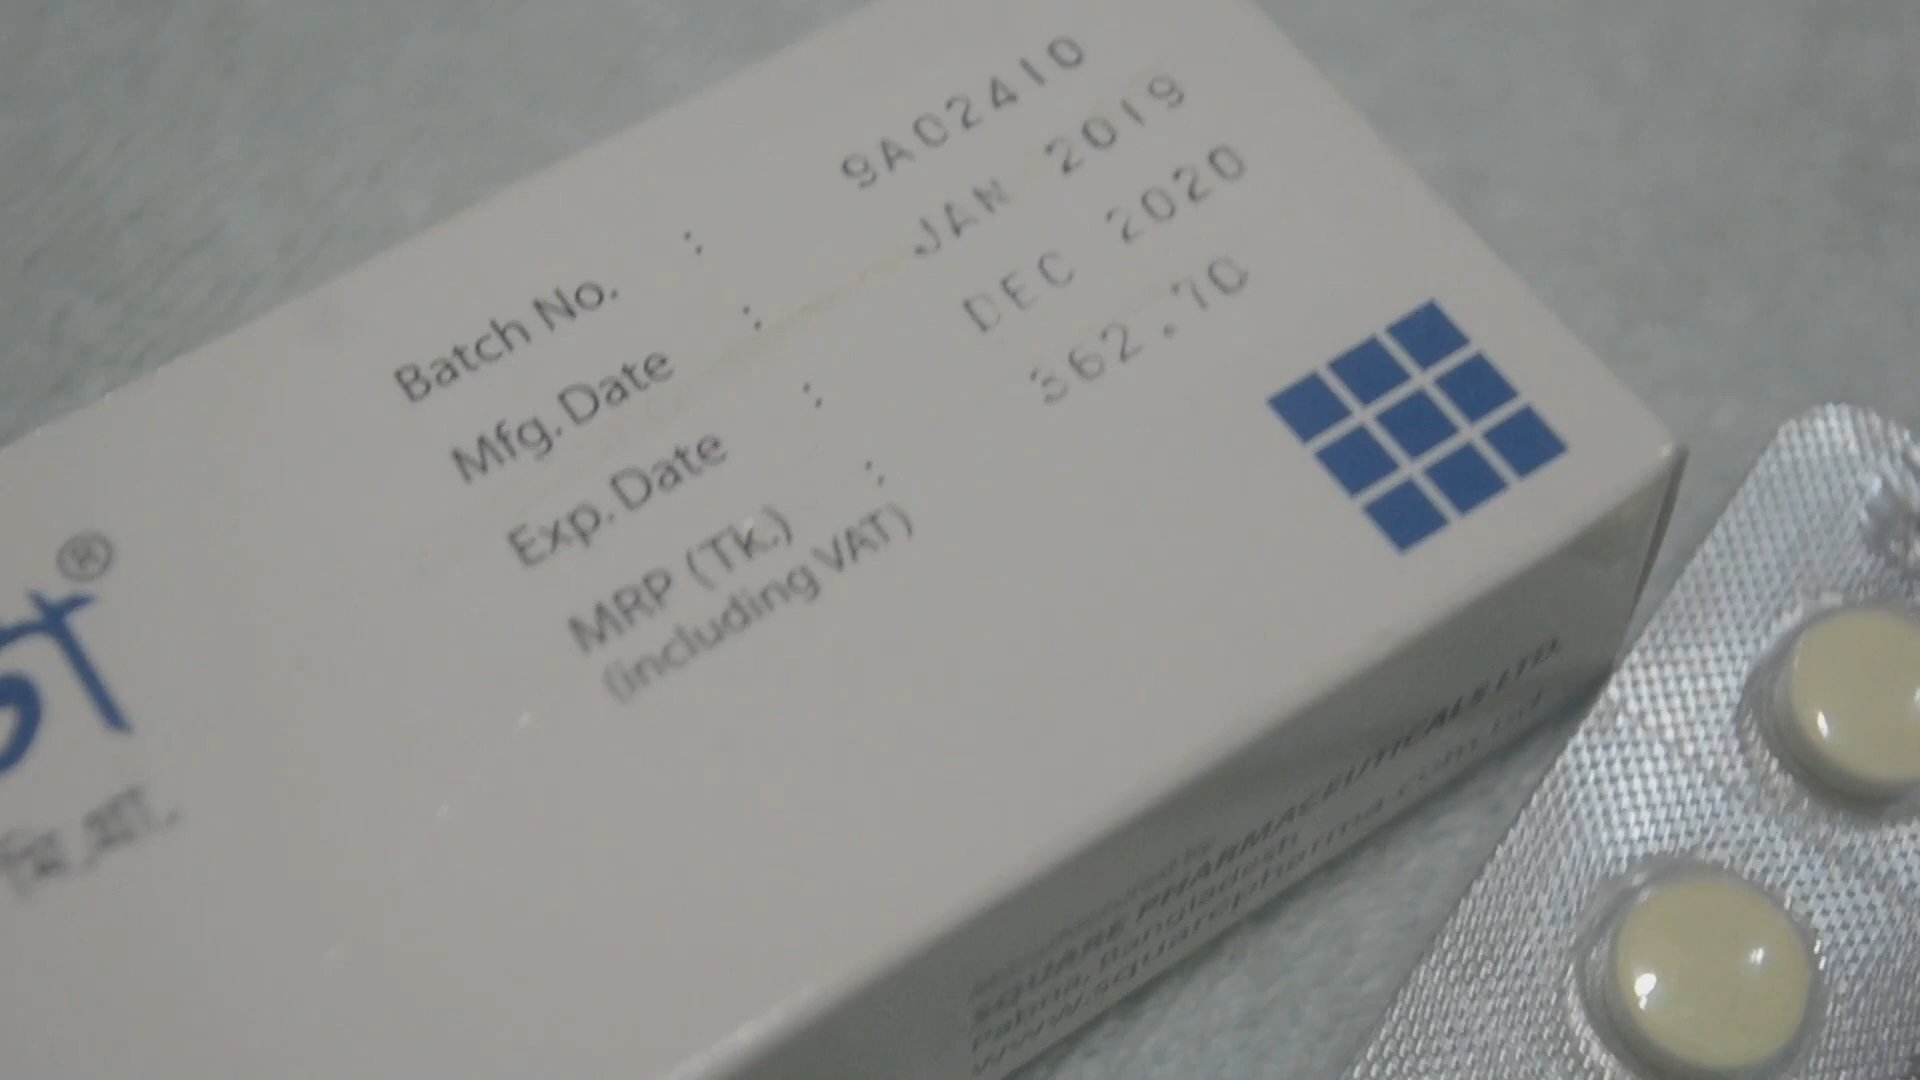 Batch No. : 9A02410
Mfg. Date : JAN 2019
Exp. Date : DEC 2020
MRP (Tk.) : 362.70
(including VAT)
ST®
SQUARE PHARMACEUTICALS LTD.
Pabna, Bangladesh
www.squarepharma.com.bd